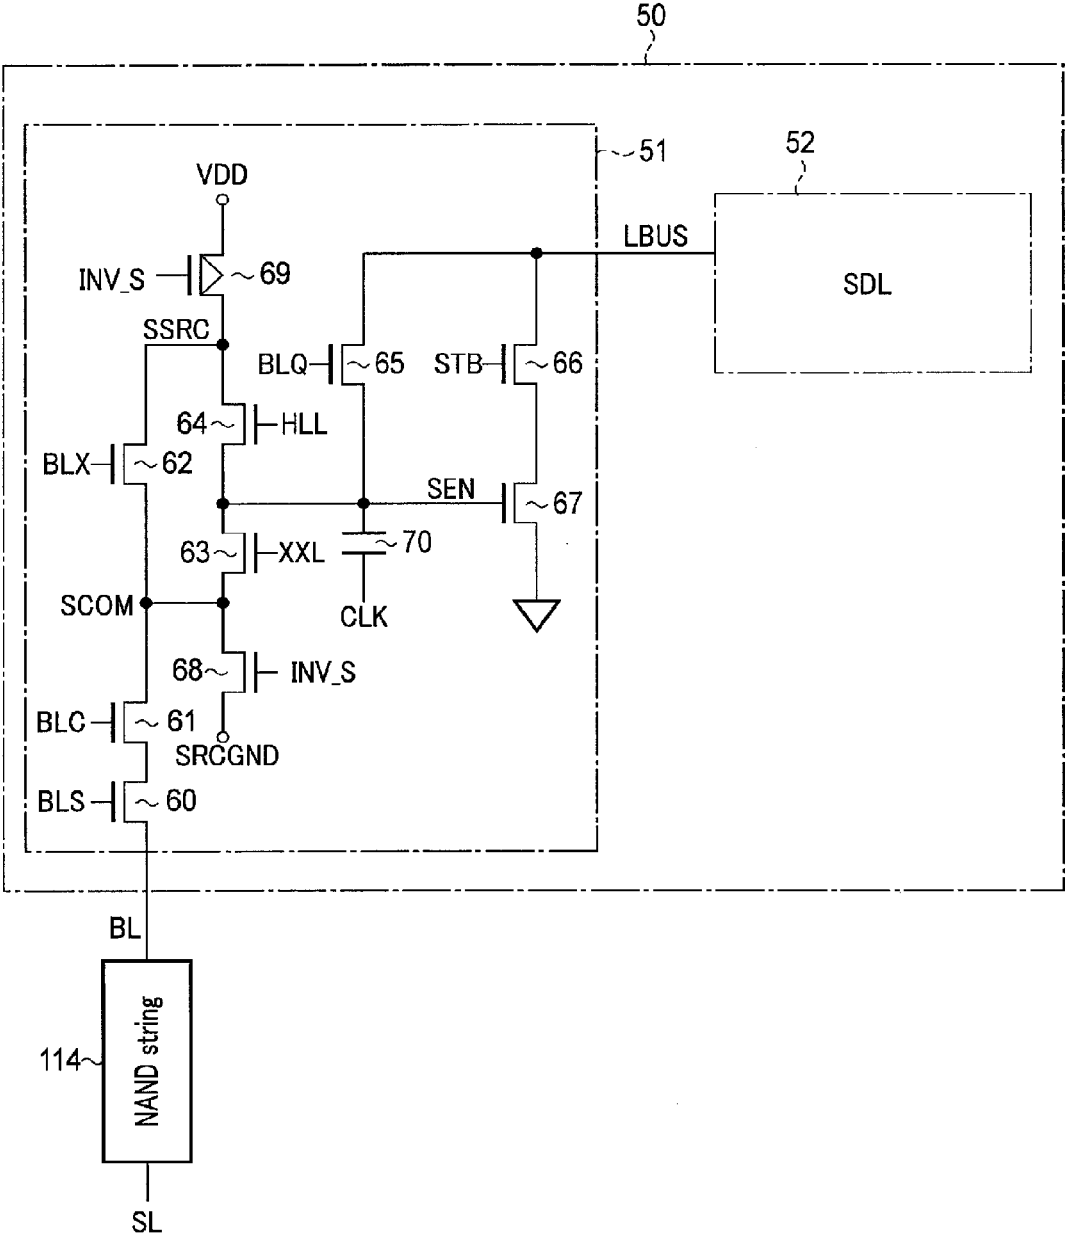 50
51
52
VDD
LBUS
INV_S
69
SDL
SSRC
BLQ
65
STB
66
64
HLL
BLX
62
SEN
67
63
XXL
70
SCOM
CLK
68
INV_S
BLC
61
SRCGND
BLS
60
BL
114
NAND string
SL